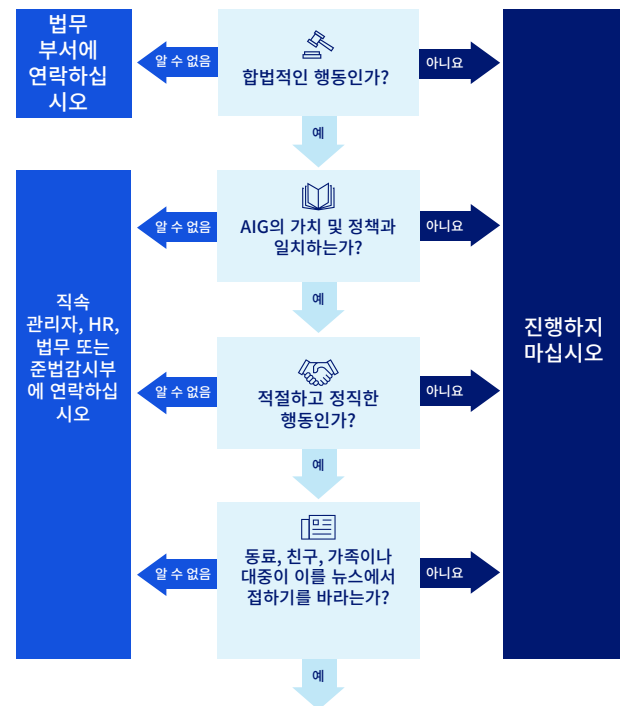 법무
부서에
연락하십
시오
알 수 없음
합법적인 행동인가?
아니요
예
직속
관리자, HR,
법무 또는
준법감시부
에 연락하십
시오
알 수 없음
AIG의 가치 및 정책과
일치하는가?
아니요
예
알 수 없음
적절하고 정직한
행동인가?
아니요
예
알 수 없음
동료, 친구, 가족이나
대중이 이를 뉴스에서
접하기를 바라는가?
아니요
예
진행하지
마십시오